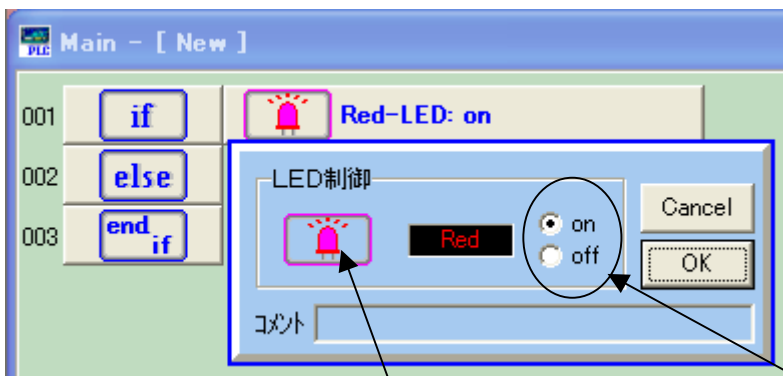 PLC Main - [ New ]
001 if Red-LED: on
002 else
003 end if
LED制御
Red
on
off
Cancel
OK
コメント